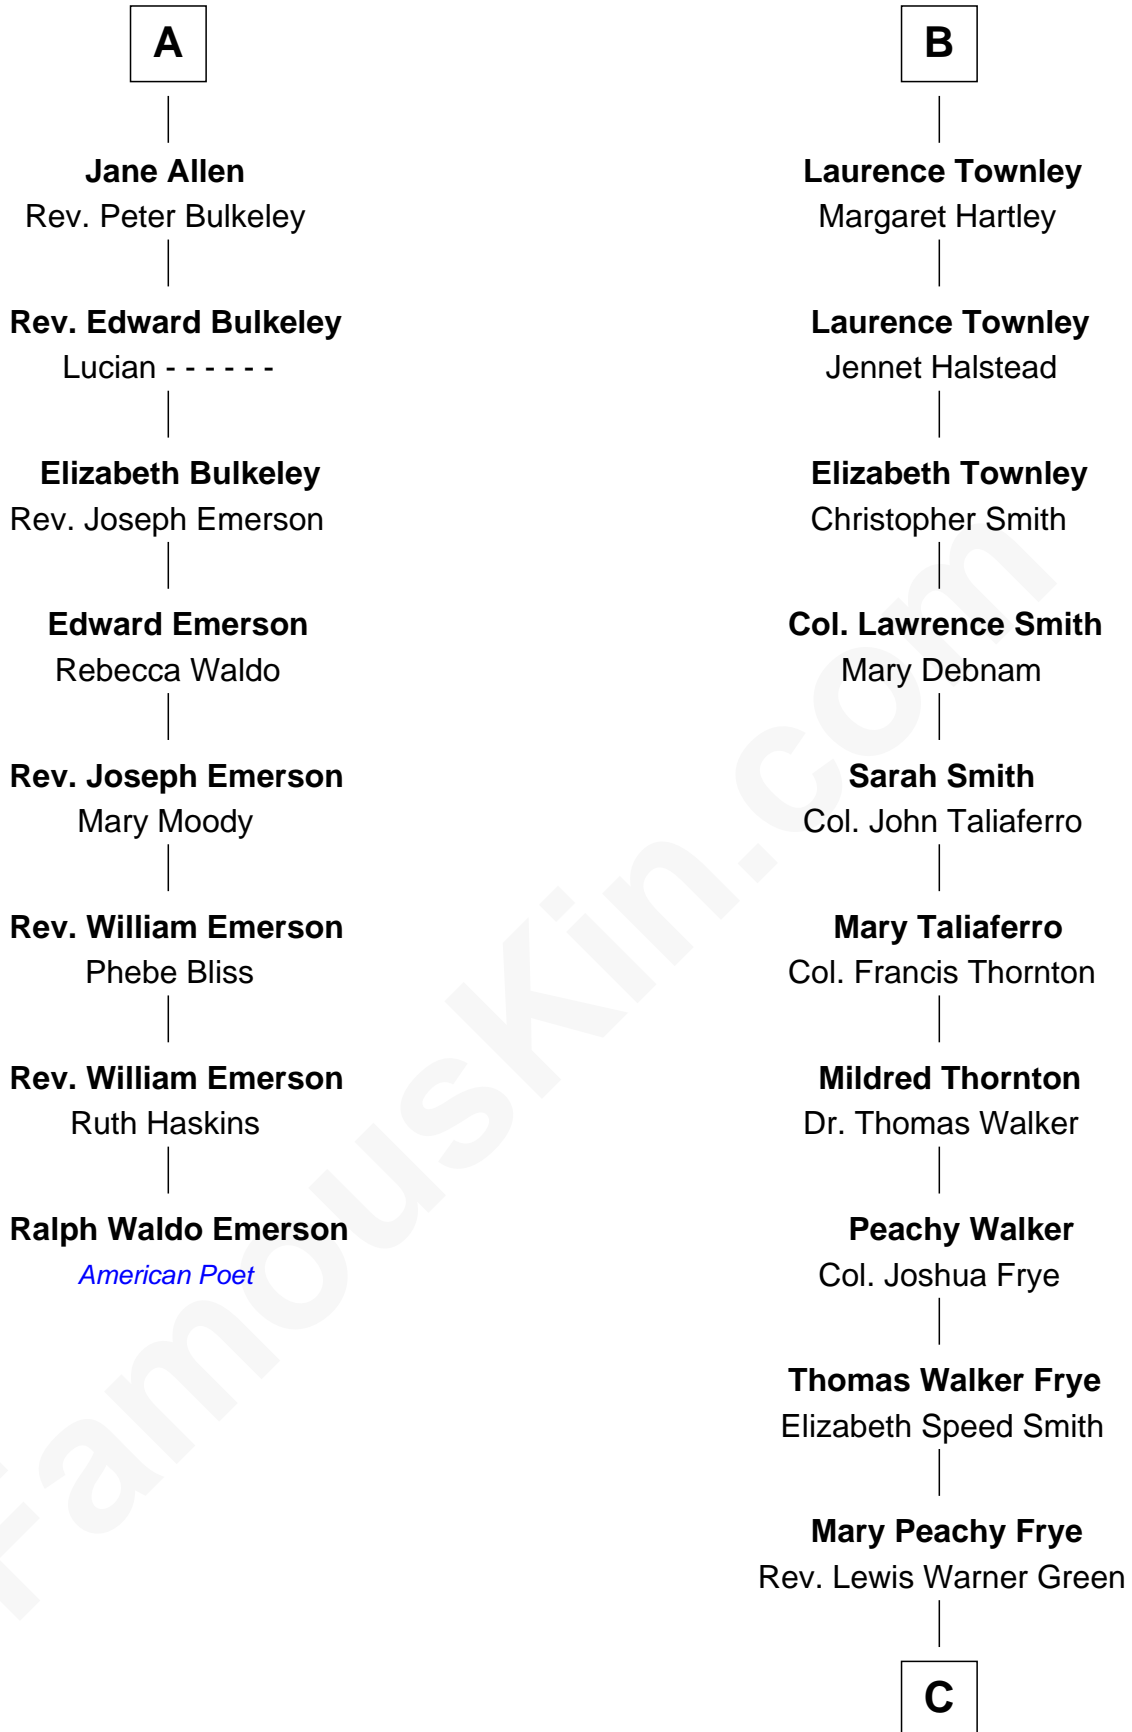 A
Jane Allen
Rev. Peter Bulkeley
Rev. Edward Bulkeley
Lucian - - - - - -
Elizabeth Bulkeley
Rev. Joseph Emerson
Edward Emerson
Rebecca Waldo
Rev. Joseph Emerson
Mary Moody
Rev. William Emerson
Phebe Bliss
Rev. William Emerson
Ruth Haskins
Ralph Waldo Emerson
American Poet
B
Laurence Townley
Margaret Hartley
Laurence Townley
Jennet Halstead
Elizabeth Townley
Christopher Smith
Col. Lawrence Smith
Mary Debnam
Sarah Smith
Col. John Taliaferro
Mary Taliaferro
Col. Francis Thornton
Mildred Thornton
Dr. Thomas Walker
Peachy Walker
Col. Joshua Frye
Thomas Walker Frye
Elizabeth Speed Smith
Mary Peachy Frye
Rev. Lewis Warner Green
C
FamousKin.com